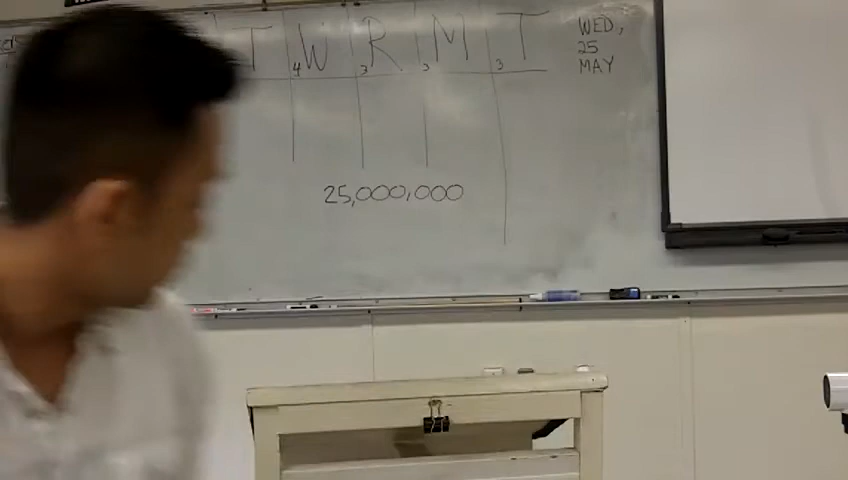 T W R M T
4 3 3 3
WED,
25
MAY
25,000,000